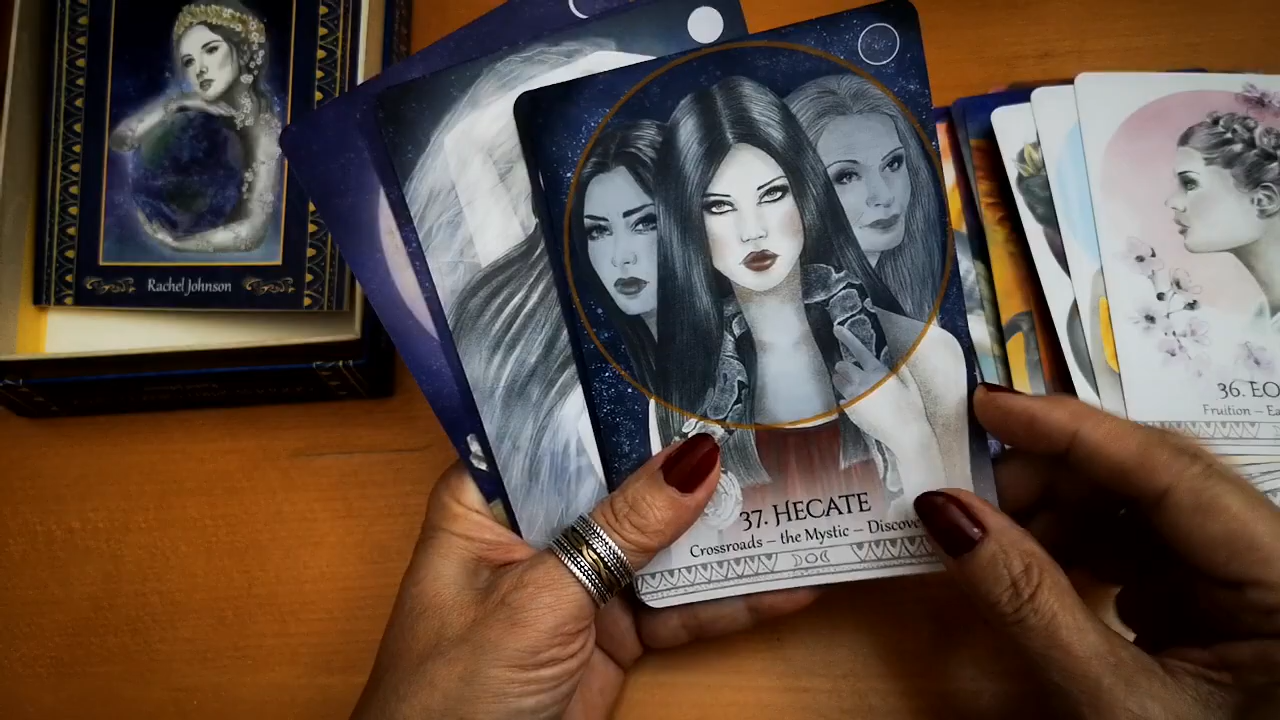 Rachel Johnson
37. HECATE
Crossroads – the Mystic – Discove
36. EO
Fruition – Ea